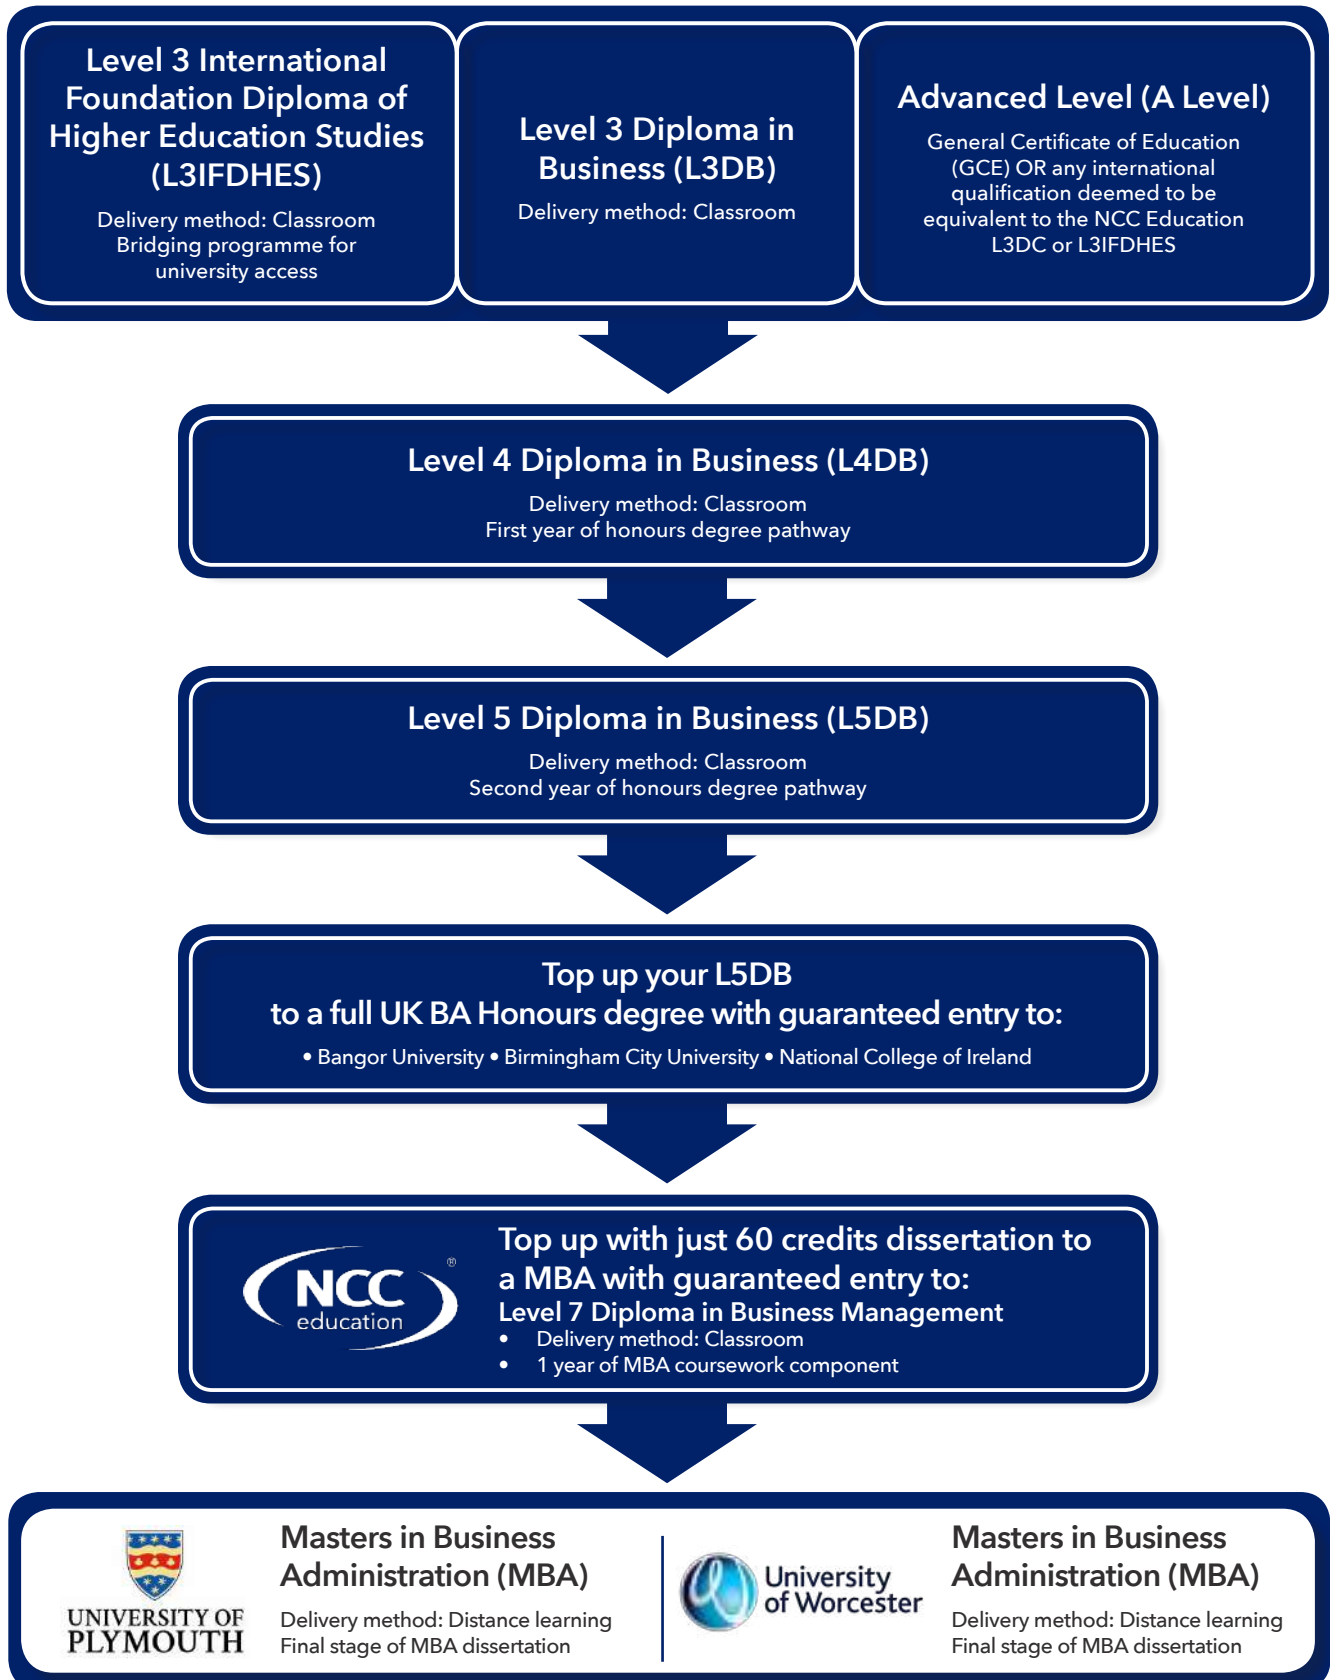 Level 3 International
Foundation Diploma of
Higher Education Studies
(L3IFDHES)
Delivery method: Classroom
Bridging programme for
university access
Level 3 Diploma in
Business (L3DB)
Delivery method: Classroom
Advanced Level (A Level)
General Certificate of Education
(GCE) OR any international
qualification deemed to be
equivalent to the NCC Education
L3DC or L3IFDHES
Level 4 Diploma in Business (L4DB)
Delivery method: Classroom
First year of honours degree pathway
Level 5 Diploma in Business (L5DB)
Delivery method: Classroom
Second year of honours degree pathway
Top up your L5DB
to a full UK BA Honours degree with guaranteed entry to:
• Bangor University • Birmingham City University • National College of Ireland
NCC ®
education
Top up with just 60 credits dissertation to
a MBA with guaranteed entry to:
Level 7 Diploma in Business Management
• Delivery method: Classroom
• 1 year of MBA coursework component
UNIVERSITY OF
PLYMOUTH
Masters in Business
Administration (MBA)
Delivery method: Distance learning
Final stage of MBA dissertation
University
of Worcester
Masters in Business
Administration (MBA)
Delivery method: Distance learning
Final stage of MBA dissertation